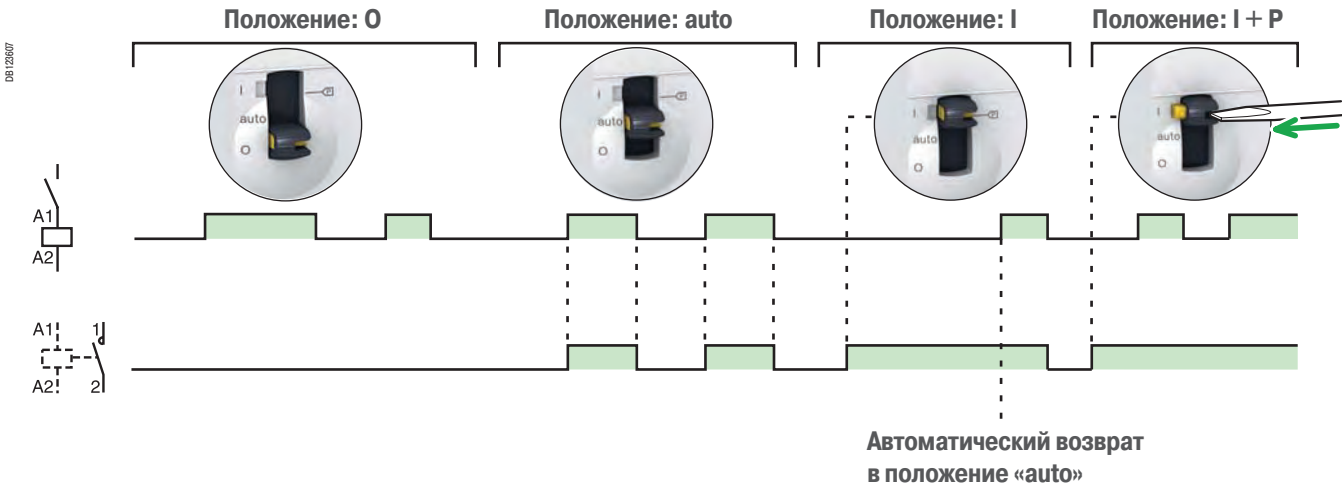 Положение: O
Положение: auto
Положение: I
Положение: I + P
DB123607
I
auto
O
P
I
auto
O
P
I
auto
O
P
I
auto
O
A1
A2
A1
1
A2
2
Автоматический возврат
в положение «auto»